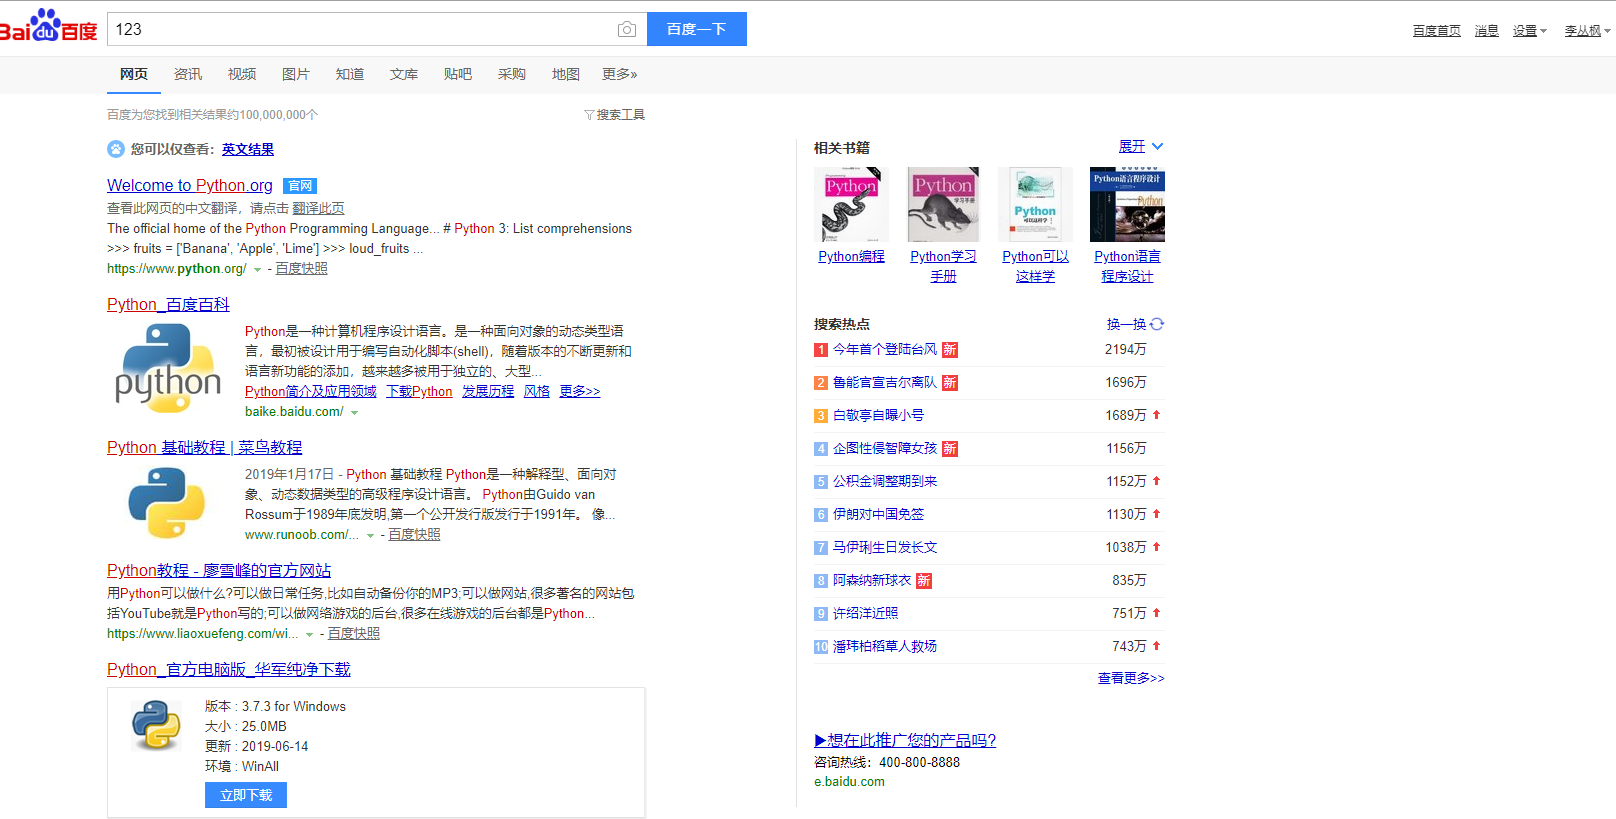 Bai du 百度
123
百度一下
百度首页 消息 设置 李丛枫
网页 资讯 视频 图片 知道 文库 贴吧 采购 地图 更多»
百度为您找到相关结果约100,000,000个
搜索工具
您可以仅查看：英文结果
Welcome to Python.org 官网
查看此网页的中文翻译，请点击 翻译此页
The official home of the Python Programming Language... # Python 3: List comprehensions
>>> fruits = ['Banana', 'Apple', 'Lime'] >>> loud_fruits ...
https://www.python.org/ - 百度快照
Python_百度百科
python
Python是一种计算机程序设计语言。是一种面向对象的动态类型语
言，最初被设计用于编写自动化脚本(shell)，随着版本的不断更新和
语言新功能的添加，越来越多被用于独立的、大型...
Python简介及应用领域 下载Python 发展历程 风格 更多>>
baike.baidu.com/
Python 基础教程 | 菜鸟教程
2019年1月17日 - Python 基础教程 Python是一种解释型、面向对
象、动态数据类型的高级程序设计语言。 Python由Guido van
Rossum于1989年底发明,第一个公开发行版发行于1991年。 像...
www.runoob.com/... - 百度快照
Python教程 - 廖雪峰的官方网站
用Python可以做什么?可以做日常任务,比如自动备份你的MP3;可以做网站,很多著名的网站包
括YouTube就是Python写的;可以做网络游戏的后台,很多在线游戏的后台都是Python...
https://www.liaoxuefeng.com/wi... - 百度快照
Python_官方电脑版_华军纯净下载
版本 : 3.7.3 for Windows
大小 : 25.0MB
更新 : 2019-06-14
环境 : WinAll
立即下载
相关书籍 展开
Python
Python
学习手册
Python
可以这样学
Python语言程序设计
Python
Python编程
Python学习
手册
Python可以
这样学
Python语言
程序设计
搜索热点 换一换
1 今年首个登陆台风 新 2194万
2 鲁能官宣吉尔离队 新 1696万
3 白敬亭自曝小号 1689万
4 企图性侵智障女孩 新 1156万
5 公积金调整期到来 1152万
6 伊朗对中国免签 1130万
7 马伊琍生日发长文 1038万
8 阿森纳新球衣 新 835万
9 许绍洋近照 751万
10 潘玮柏稻草人救场 743万
查看更多>>
▶想在此推广您的产品吗?
咨询热线：400-800-8888
e.baidu.com